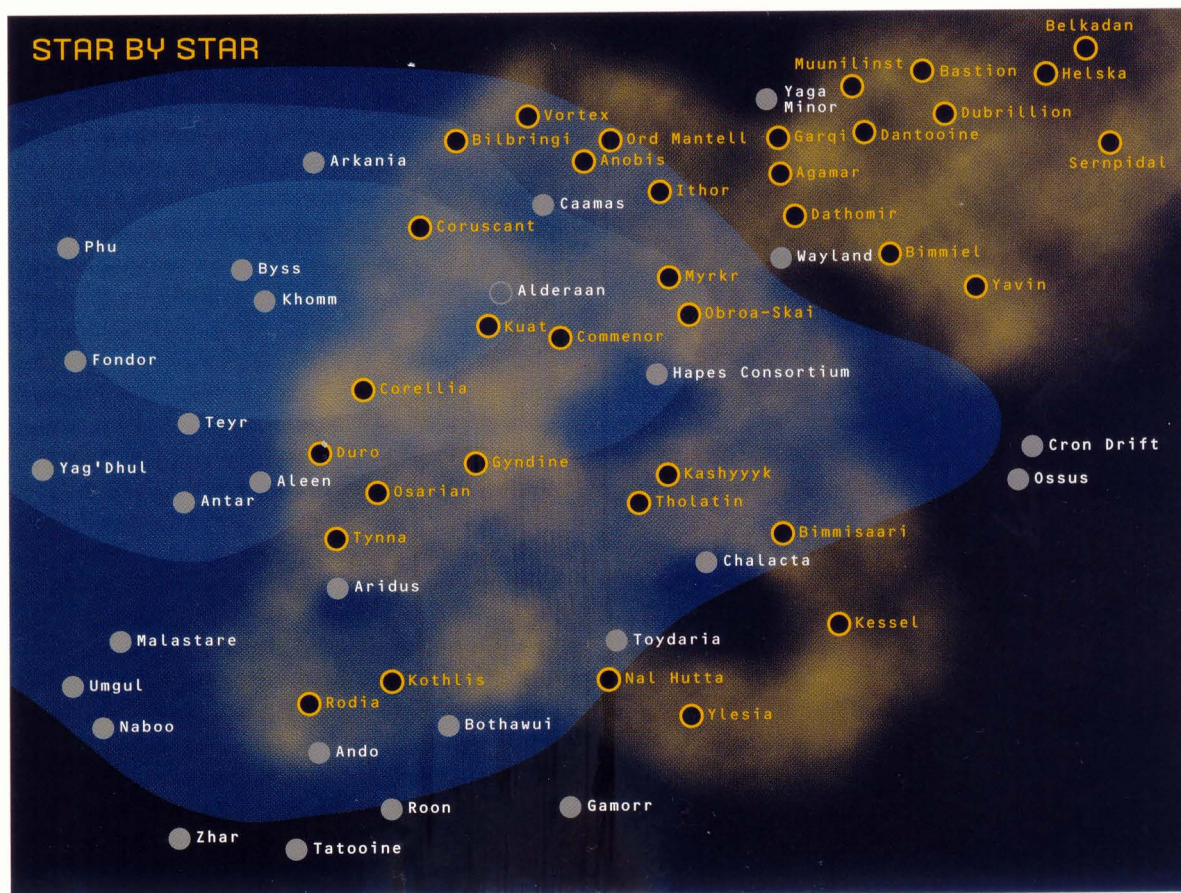 STAR BY STAR
Belkadan
Muunilinst
Bastion
Helska
Yaga
Minor
Vortex
Dubrillion
Bilbringi
Ord Mantell
Garqi
Dantooine
Arkania
Anobis
Sernpidal
Agamar
Ithor
Caamas
Dathomir
Coruscant
Phu
Wayland
Bimmiel
Byss
Myrkr
Yavin
Khomm
Alderaan
Obroa-Skai
Kuat
Commenor
Fondor
Hapes Consortium
Corellia
Teyr
Cron Drift
Duro
Gyndine
Yag'Dhul
Aleen
Kashyyyk
Ossus
Antar
Osarian
Tholatin
Tynna
Bimmisaari
Chalacta
Aridus
Kessel
Malastare
Toydaria
Nal Hutta
Umgul
Kothlis
Rodia
Ylesia
Naboo
Bothawui
Ando
Roon
Gamorr
Zhar
Tatooine